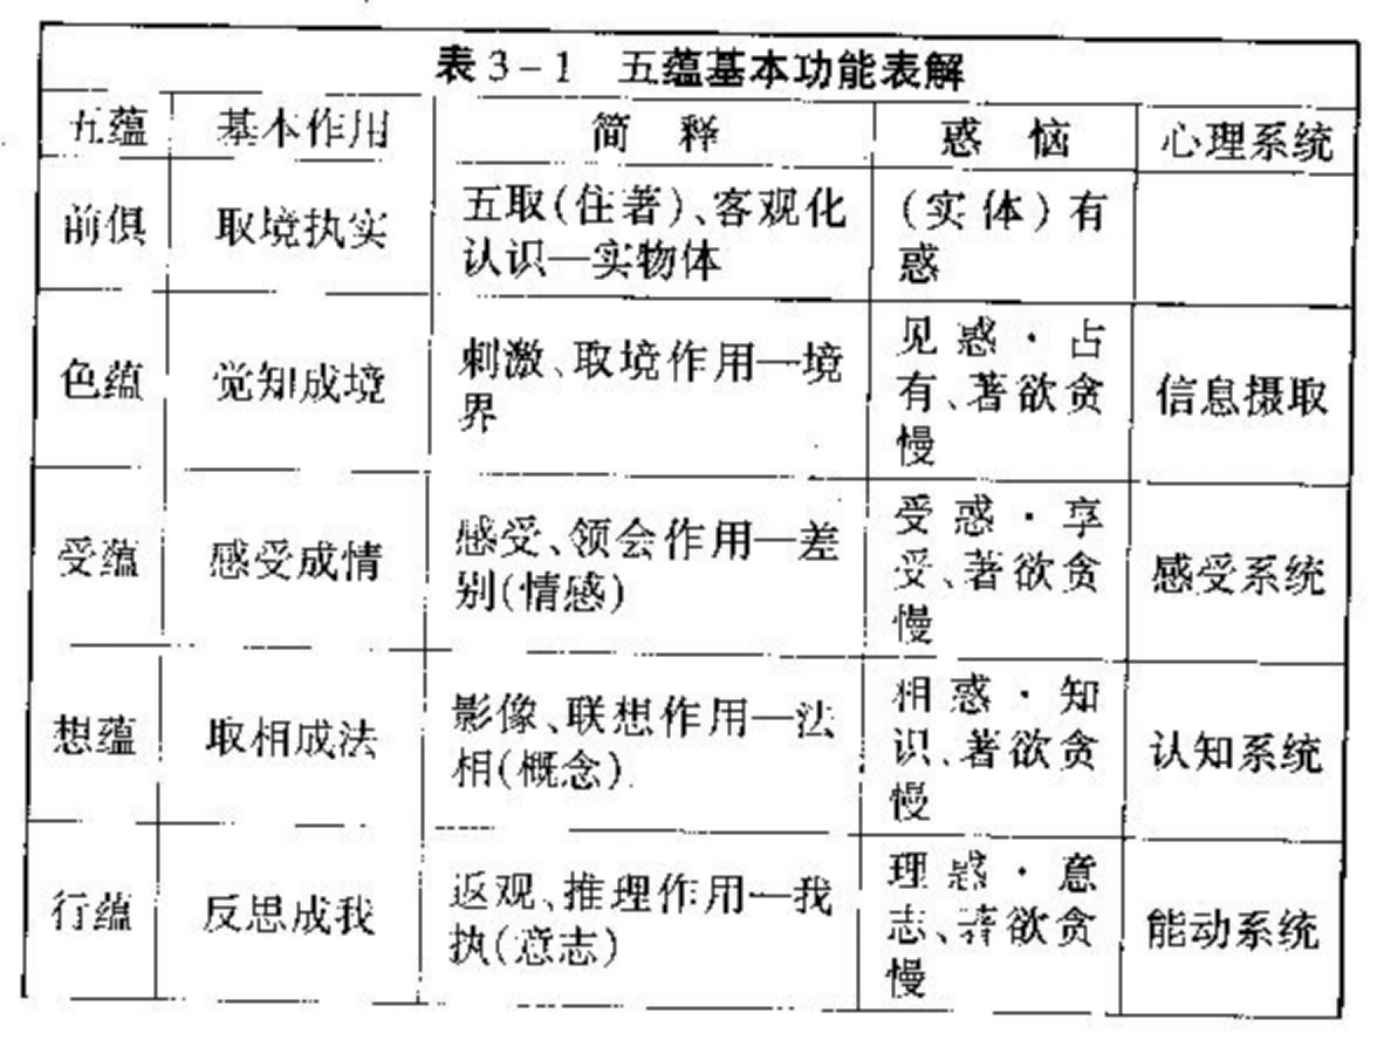 表3-1 五蕴基本功能表解
五蕴 基本作用 简 释 惑 恼 心理系统
前俱 取境执实 五取(住著)、客观化 (实体)有
认识—实物体 惑
色蕴 觉知成境 刺激、取境作用—境 见惑·占
界 有、著欲贪 信息摄取
慢
受蕴 感受成情 感受、领会作用—差 受惑·享
别(情感) 受、著欲贪 感受系统
慢
想蕴 取相成法 影像、联想作用—法 相惑·知
相(概念) 识、著欲贪 认知系统
慢
行蕴 反思成我 返观、推理作用—我 理惑·意
执(意志) 志、著欲贪 能动系统
慢